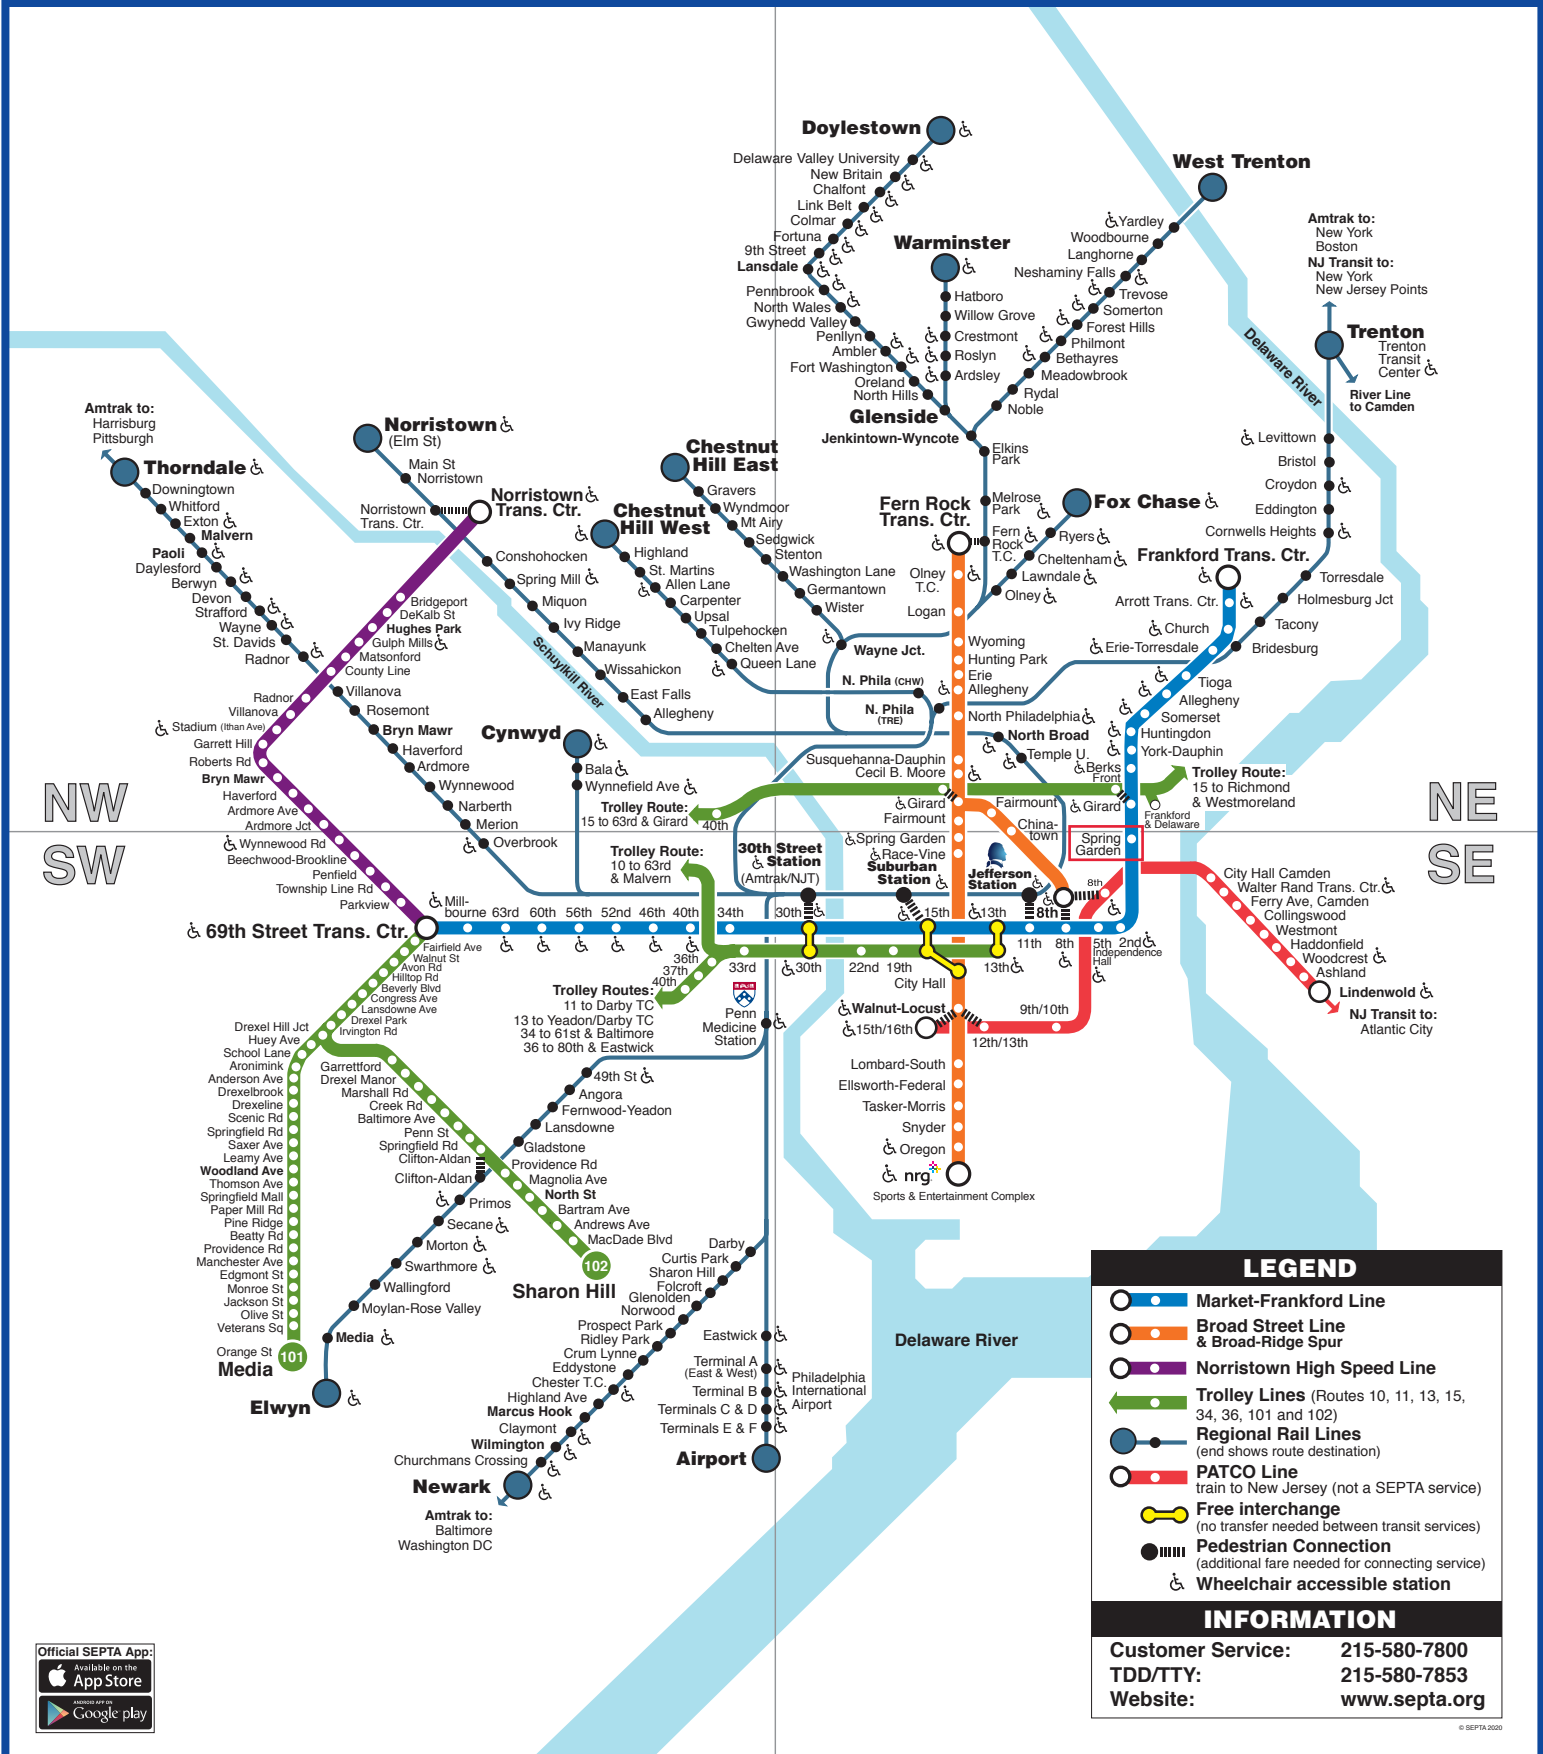 Doylestown
Delaware Valley University
New Britain
Chalfont
Link Belt
Colmar
Fortuna
9th Street
Lansdale
Pennbrook
North Wales
Gwynedd Valley
Penllyn
Ambler
Fort Washington
Oreland
North Hills
Glenside
Jenkintown-Wyncote
Warminster
Hatboro
Willow Grove
Crestmont
Roslyn
Ardsley
West Trenton
Yardley
Woodbourne
Langhorne
Neshaminy Falls
Trevose
Somerton
Forest Hills
Philmont
Bethayres
Meadowbrook
Rydal
Noble
Elkins
Park
Melrose
Park
Fern
Rock
T.C.
Amtrak to:
New York
Boston
NJ Transit to:
New York
New Jersey Points
Trenton
Trenton
Transit
Center
River Line
to Camden
Delaware River
Levittown
Bristol
Croydon
Eddington
Cornwells Heights
Torresdale
Holmesburg Jct
Tacony
Bridesburg
Amtrak to:
Harrisburg
Pittsburgh
Thorndale
Downingtown
Whitford
Exton
Malvern
Paoli
Daylesford
Berwyn
Devon
Strafford
Wayne
St. Davids
Radnor
Villanova
Rosemont
Bryn Mawr
Haverford
Ardmore
Wynnewood
Narberth
Merion
Overbrook
Norristown
(Elm St)
Main St
Norristown
Norristown
Trans. Ctr.
Norristown
Trans. Ctr.
Conshohocken
Spring Mill
Miquon
Ivy Ridge
Manayunk
Wissahickon
East Falls
Allegheny
Schuylkill River
Bridgeport
DeKalb St
Hughes Park
Gulph Mills
Matsonford
County Line
Radnor
Villanova
Stadium (Ithan Ave)
Garrett Hill
Roberts Rd
Bryn Mawr
Haverford
Ardmore Ave
Ardmore Jct
Wynnewood Rd
Beechwood-Brookline
Penfield
Township Line Rd
Parkview
Chestnut
Hill East
Gravers
Wyndmoor
Mt Airy
Sedgwick
Stenton
Washington Lane
Germantown
Wister
Wayne Jct.
Chestnut
Hill West
Highland
St. Martins
Allen Lane
Carpenter
Upsal
Tulpehocken
Chelten Ave
Queen Lane
N. Phila (CHW)
N. Phila
(TRE)
Fox Chase
Ryers
Cheltenham
Lawndale
Olney
Fern Rock
Trans. Ctr.
Olney
T.C.
Logan
Wyoming
Hunting Park
Erie
Allegheny
North Philadelphia
North Broad
Temple U.
Susquehanna-Dauphin
Cecil B. Moore
Girard
Fairmount
Spring Garden
Race-Vine
Fairmount
China-
town
Frankford Trans. Ctr.
Arrott Trans. Ctr.
Church
Erie-Torresdale
Tioga
Allegheny
Somerset
Huntingdon
York-Dauphin
Berks
Front
Girard
Spring
Garden
Frankford
& Delaware
Trolley Route:
15 to Richmond
& Westmoreland
Cynwyd
Bala
Wynnefield Ave
Trolley Route:
15 to 63rd & Girard
40th
Trolley Route:
10 to 63rd
& Malvern
30th Street
Station
(Amtrak/NJT)
Suburban
Station
Jefferson
Station
NW
SW
NE
SE
69th Street Trans. Ctr.
Mill-
bourne
63rd
60th
56th
52nd
46th
40th
34th
30th
15th
13th
11th
8th
8th
5th
Independence
Hall
2nd
8th
36th
37th
40th
33rd
30th
22nd
19th
13th
City Hall
Trolley Routes:
11 to Darby TC
13 to Yeadon/Darby TC
34 to 61st & Baltimore
36 to 80th & Eastwick
Penn
Medicine
Station
Walnut-Locust
15th/16th
12th/13th
9th/10th
Lombard-South
Ellsworth-Federal
Tasker-Morris
Snyder
Oregon
nrg
Sports & Entertainment Complex
City Hall Camden
Walter Rand Trans. Ctr.
Ferry Ave, Camden
Collingswood
Westmont
Haddonfield
Woodcrest
Ashland
Lindenwold
NJ Transit to:
Atlantic City
Fairfield Ave
Walnut St
Avon Rd
Hilltop Rd
Beverly Blvd
Congress Ave
Lansdowne Ave
Drexel Park
Irvington Rd
Drexel Hill Jct
Huey Ave
School Lane
Aronimink
Anderson Ave
Drexelbrook
Drexeline
Scenic Rd
Springfield Rd
Saxer Ave
Leamy Ave
Woodland Ave
Thomson Ave
Springfield Mall
Paper Mill Rd
Pine Ridge
Beatty Rd
Providence Rd
Manchester Ave
Edgmont St
Monroe St
Jackson St
Olive St
Veterans Sq
Orange St
Media
101
Garrettford
Drexel Manor
Marshall Rd
Creek Rd
Baltimore Ave
Penn St
Springfield Rd
Clifton-Aldan
Providence Rd
Magnolia Ave
North St
Bartram Ave
Andrews Ave
MacDade Blvd
102
Sharon Hill
49th St
Angora
Fernwood-Yeadon
Lansdowne
Gladstone
Clifton-Aldan
Primos
Secane
Morton
Swarthmore
Wallingford
Moylan-Rose Valley
Media
Elwyn
Darby
Curtis Park
Sharon Hill
Folcroft
Glenolden
Norwood
Prospect Park
Ridley Park
Crum Lynne
Eddystone
Chester T.C.
Highland Ave
Marcus Hook
Claymont
Wilmington
Churchmans Crossing
Newark
Amtrak to:
Baltimore
Washington DC
Eastwick
Terminal A
(East & West)
Terminal B
Terminals C & D
Terminals E & F
Philadelphia
International
Airport
Airport
Delaware River
LEGEND
Market-Frankford Line
Broad Street Line
& Broad-Ridge Spur
Norristown High Speed Line
Trolley Lines (Routes 10, 11, 13, 15,
34, 36, 101 and 102)
Regional Rail Lines
(end shows route destination)
PATCO Line
train to New Jersey (not a SEPTA service)
Free interchange
(no transfer needed between transit services)
Pedestrian Connection
(additional fare needed for connecting service)
Wheelchair accessible station
INFORMATION
Customer Service: 215-580-7800
TDD/TTY: 215-580-7853
Website: www.septa.org
© SEPTA 2020
Official SEPTA App:
Available on the
App Store
ANDROID APP ON
Google play